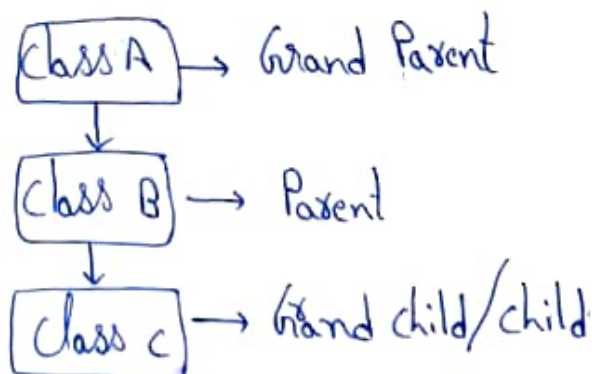 Class A → Grand Parent
Class B → Parent
Class C → Grand child/child